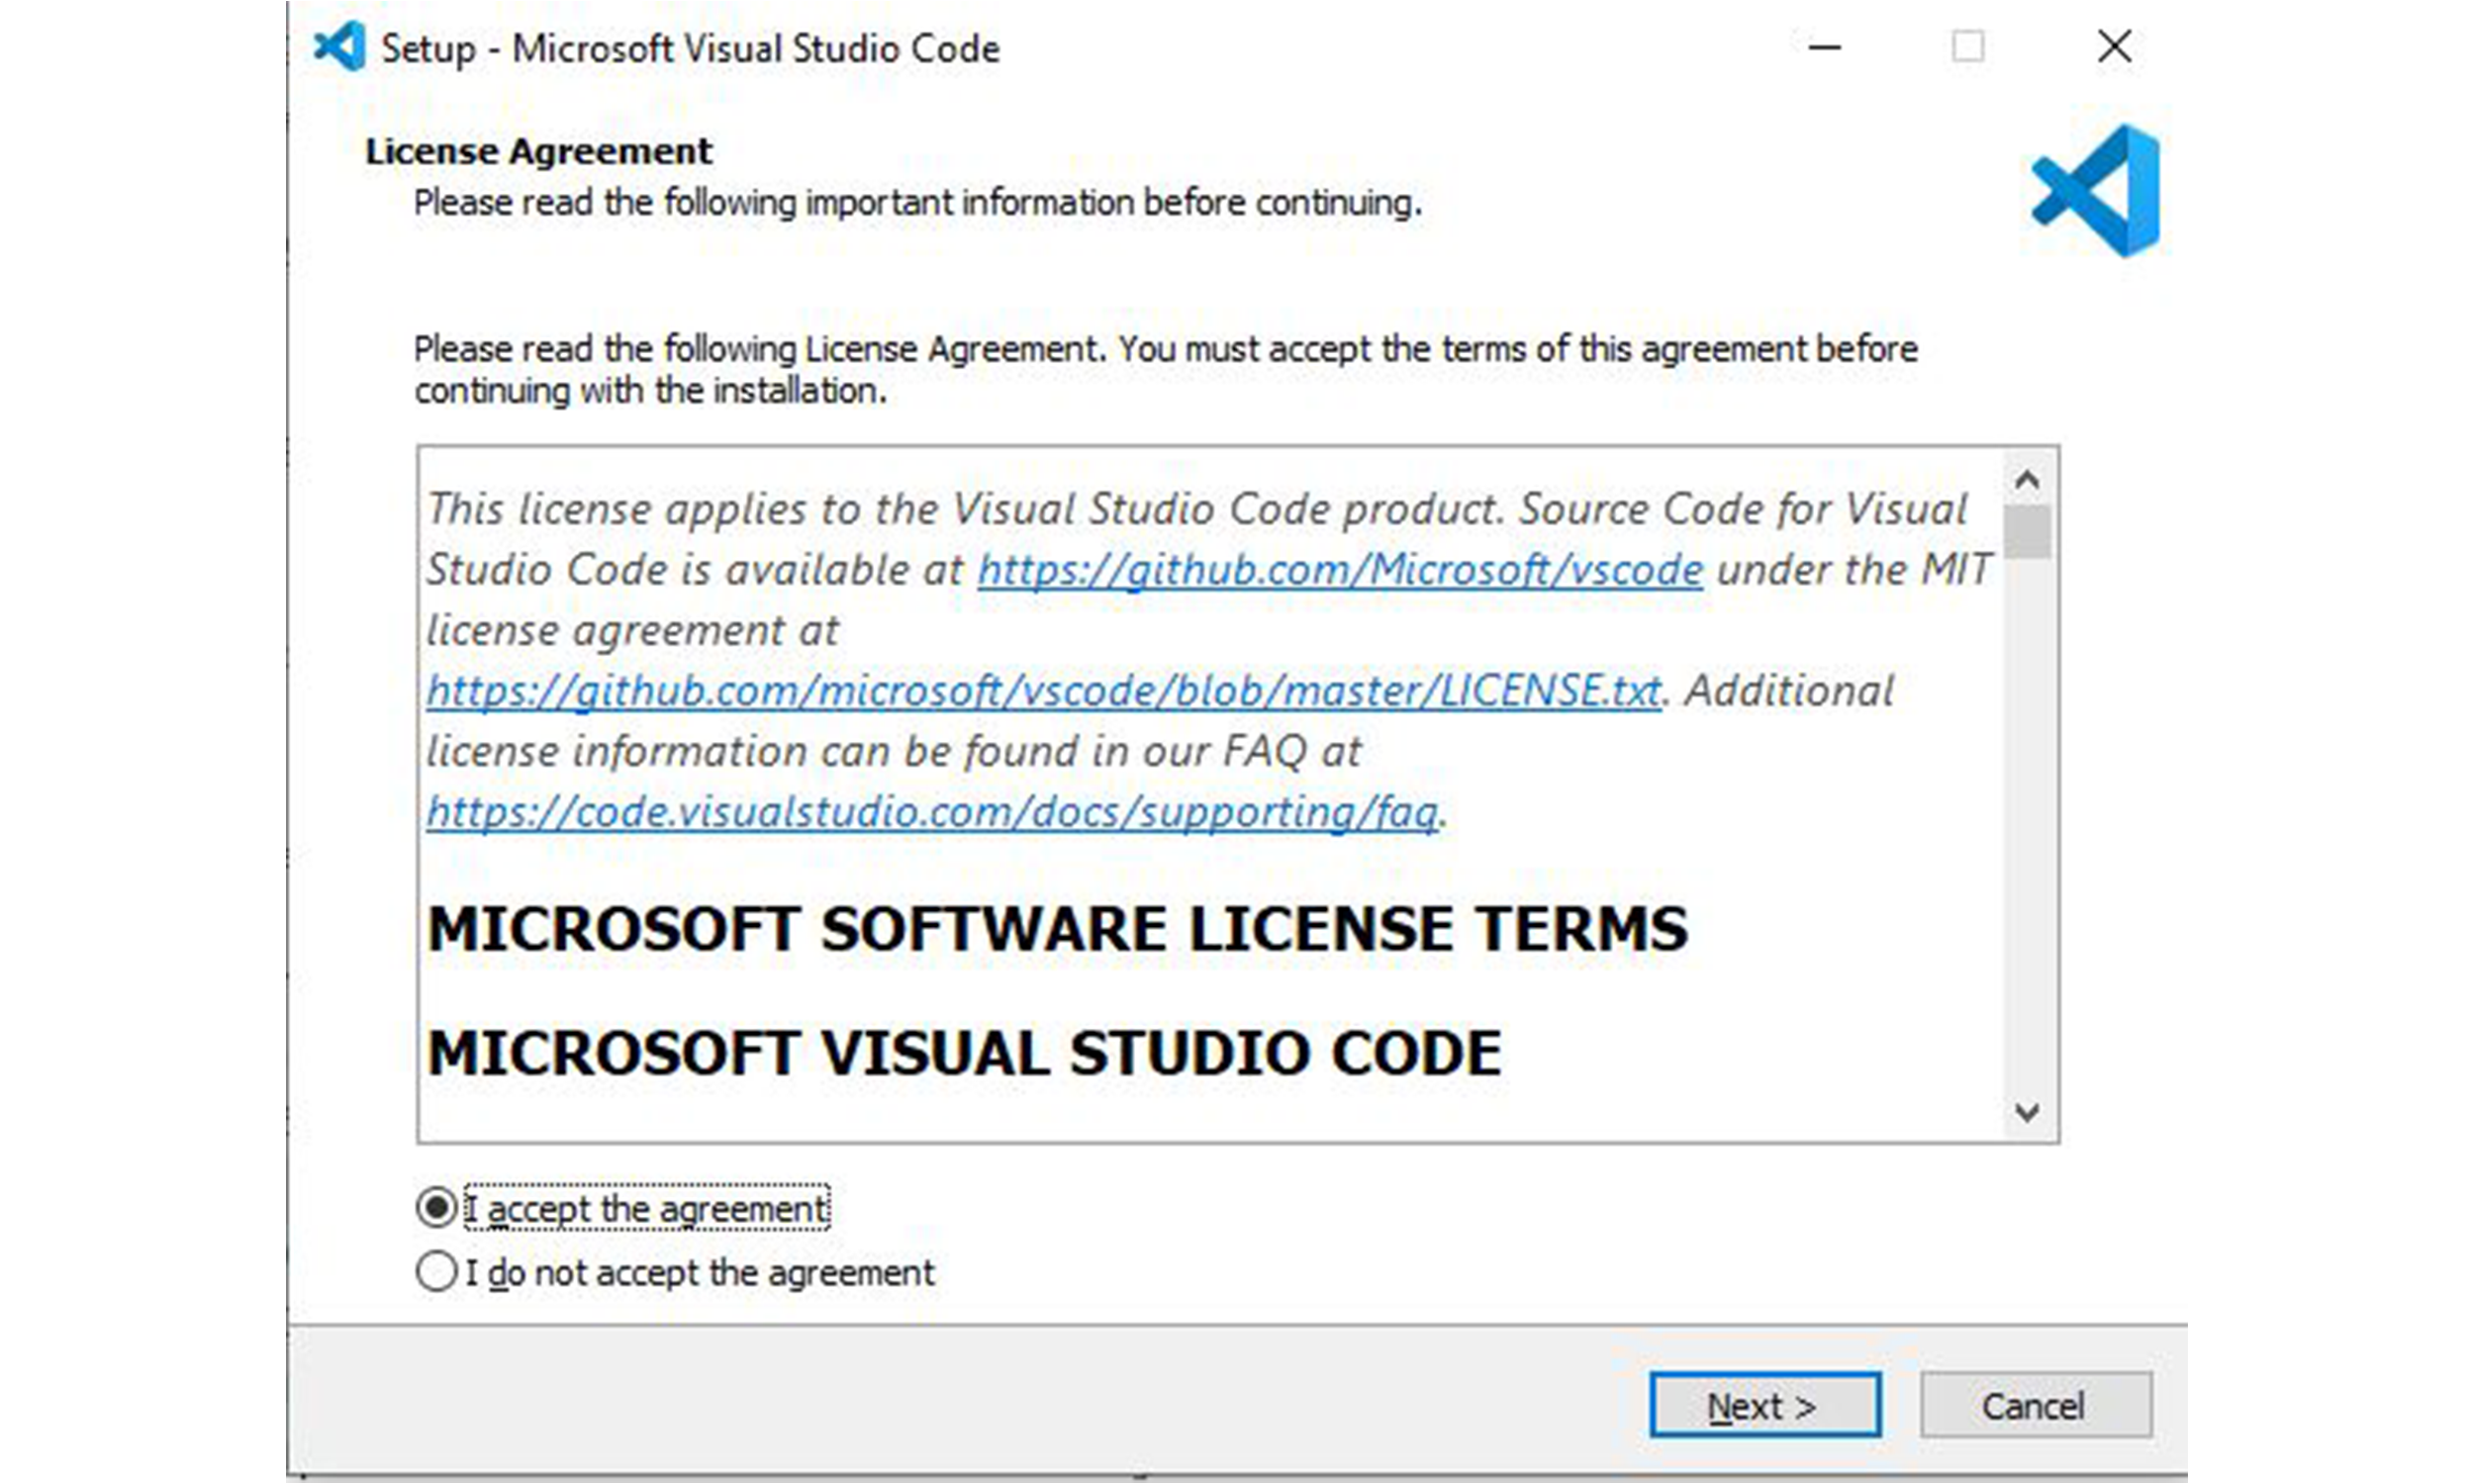 Setup - Microsoft Visual Studio Code
License Agreement
Please read the following important information before continuing.
Please read the following License Agreement. You must accept the terms of this agreement before
continuing with the installation.
This license applies to the Visual Studio Code product. Source Code for Visual
Studio Code is available at https://github.com/Microsoft/vscode under the MIT
license agreement at
https://github.com/microsoft/vscode/blob/master/LICENSE.txt. Additional
license information can be found in our FAQ at
https://code.visualstudio.com/docs/supporting/faq.
MICROSOFT SOFTWARE LICENSE TERMS
MICROSOFT VISUAL STUDIO CODE
I accept the agreement
I do not accept the agreement
Next >
Cancel